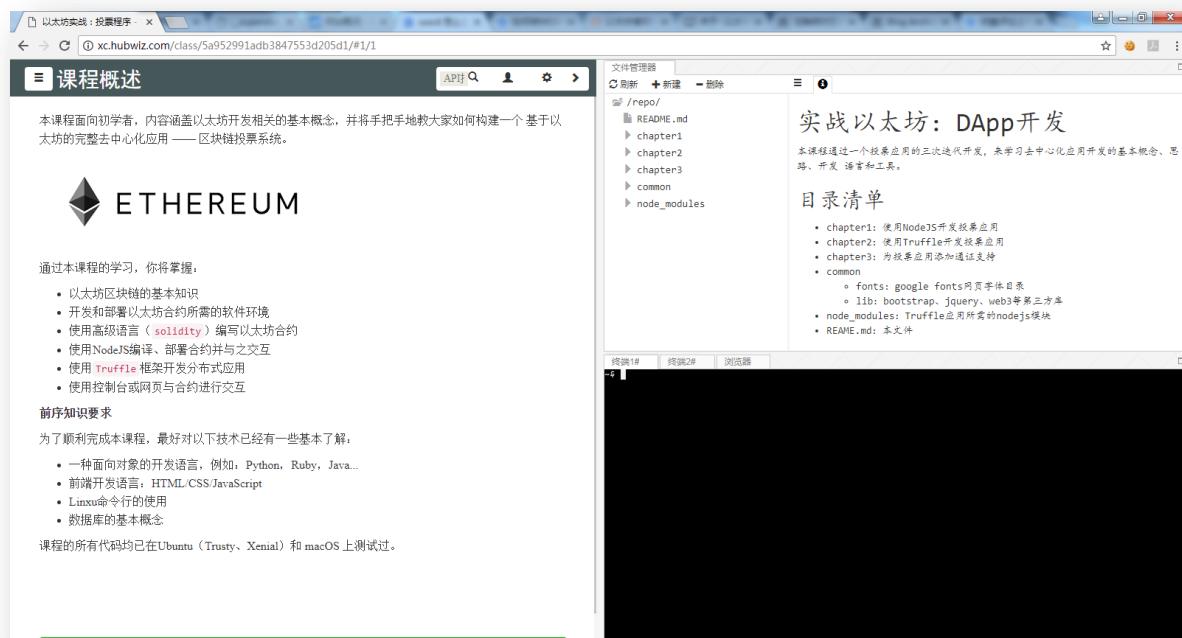 以太坊实战：投票程序 -
xc.hubwiz.com/class/5a952991adb3847553d205d1/#1/1
课程概述
API
本课程面向初学者，内容涵盖以太坊开发相关的基本概念，并将手把手地教大家如何构建一个 基于以
太坊的完整去中心化应用 —— 区块链投票系统。
ETHEREUM
通过本课程的学习，你将掌握：
以太坊区块链的基本知识
开发和部署以太坊合约所需的软件环境
使用高级语言（ solidity ）编写以太坊合约
使用NodeJS编译、部署合约并与之交互
使用 Truffle 框架开发分布式应用
使用控制台或网页与合约进行交互
前序知识要求
为了顺利完成本课程，最好对以下技术已经有一些基本了解：
一种面向对象的开发语言，例如：Python，Ruby，Java...
前端开发语言：HTML/CSS/JavaScript
Linxu命令行的使用
数据库的基本概念
课程的所有代码均已在Ubuntu（Trusty、Xenial）和 macOS 上测试过。
文件管理器
刷新 新建 删除
/repo/
README.md
chapter1
chapter2
chapter3
common
node_modules
实战以太坊：DApp开发
本课程通过一个投票应用的三次迭代开发，来学习去中心化应用开发的基本概念、思
路、开发 语言和工具。
目录清单
chapter1: 使用NodeJS开发投票应用
chapter2: 使用Truffle开发投票应用
chapter3: 为投票应用添加通证支持
common
fonts: google fonts网页字体目录
lib: bootstrap、jquery、web3等第三方库
node_modules: Truffle应用所需的nodejs模块
REAME.md: 本文件
终端1# 终端2# 浏览器
~$